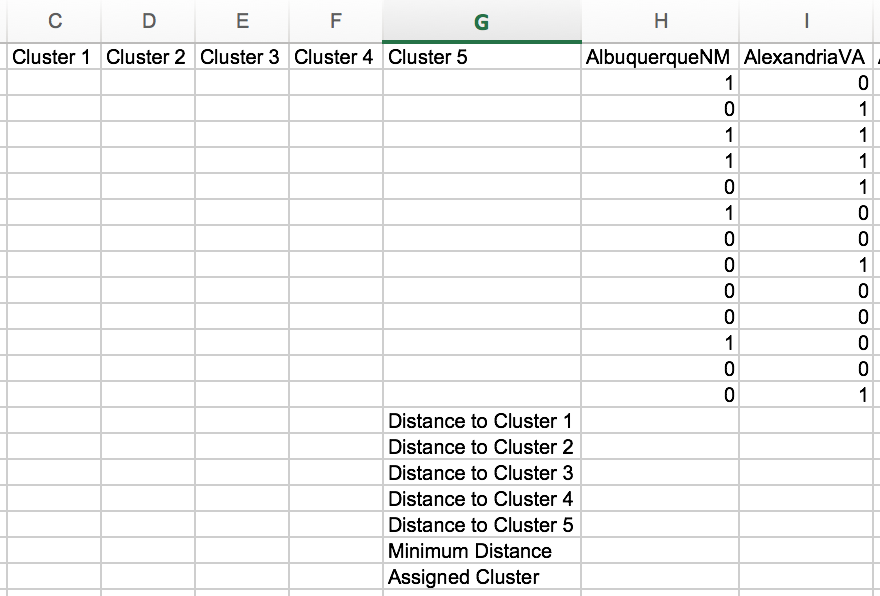 C D E F G H I
Cluster 1 Cluster 2 Cluster 3 Cluster 4 Cluster 5 AlbuquerqueNM AlexandriaVA
1 0
0 1
1 1
1 1
0 1
1 0
0 0
0 1
0 0
0 0
1 0
0 0
0 1
Distance to Cluster 1
Distance to Cluster 2
Distance to Cluster 3
Distance to Cluster 4
Distance to Cluster 5
Minimum Distance
Assigned Cluster